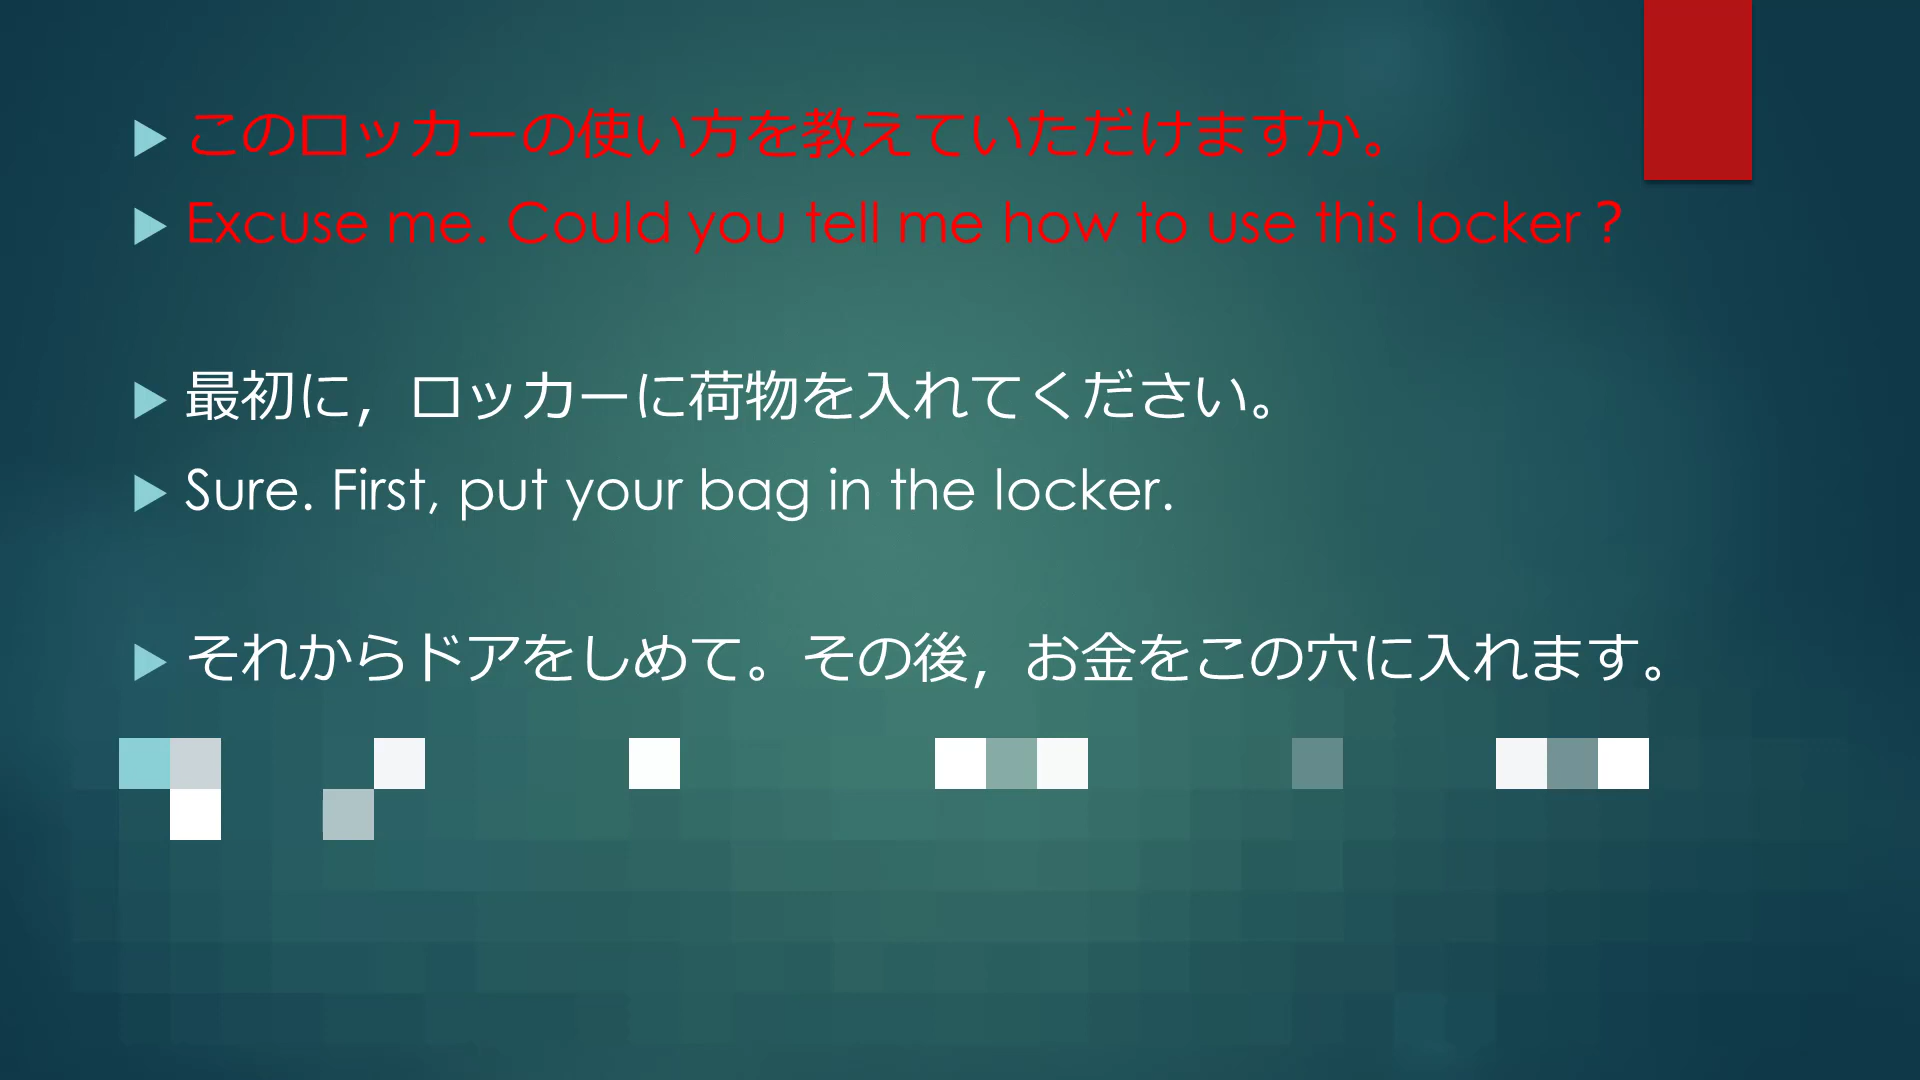 このロッカーの使い方を教えていただけますか。
Excuse me. Could you tell me how to use this locker？
最初に，ロッカーに荷物を入れてください。
Sure. First, put your bag in the locker.
それからドアをしめて。その後，お金をこの穴に入れます。